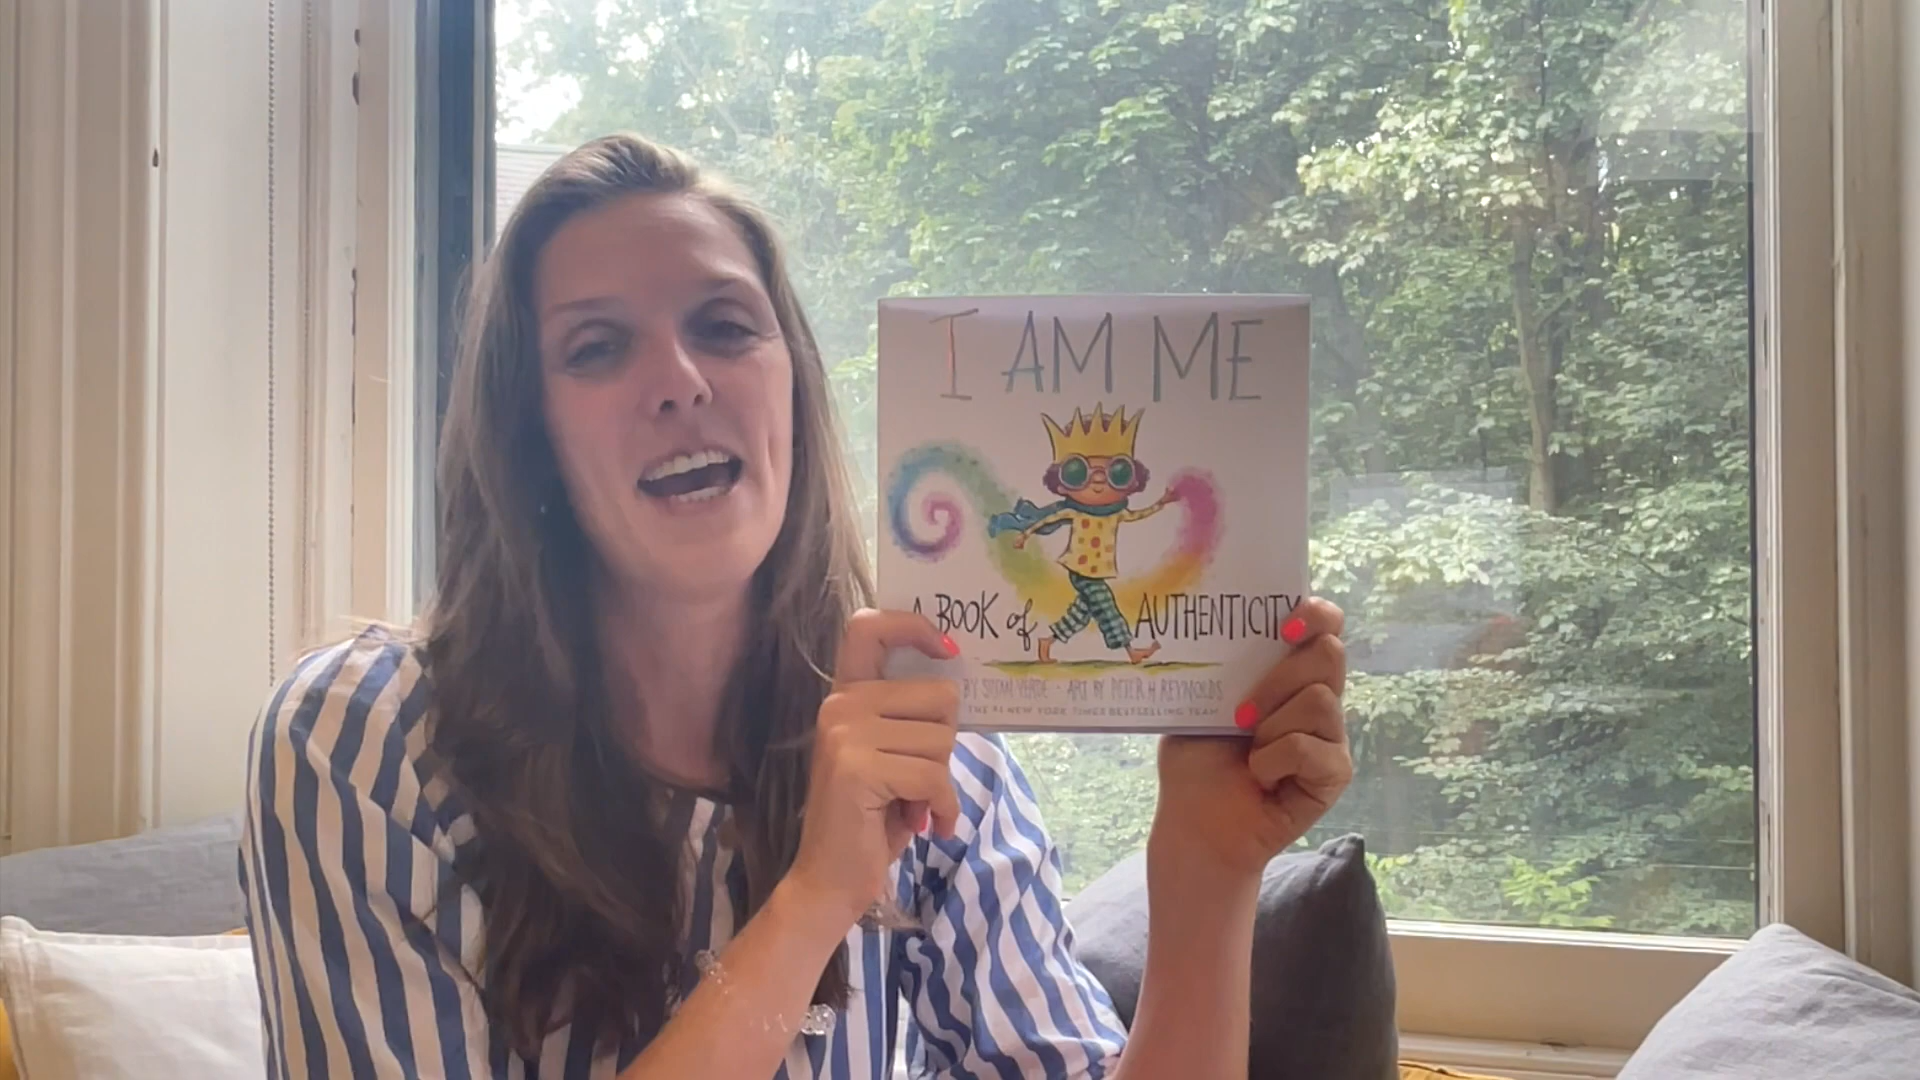 I AM ME
A BOOK of AUTHENTICITY
BY SUSAN VERDE · ART BY PETER H. REYNOLDS
THE #1 NEW YORK TIMES BESTSELLING TEAM